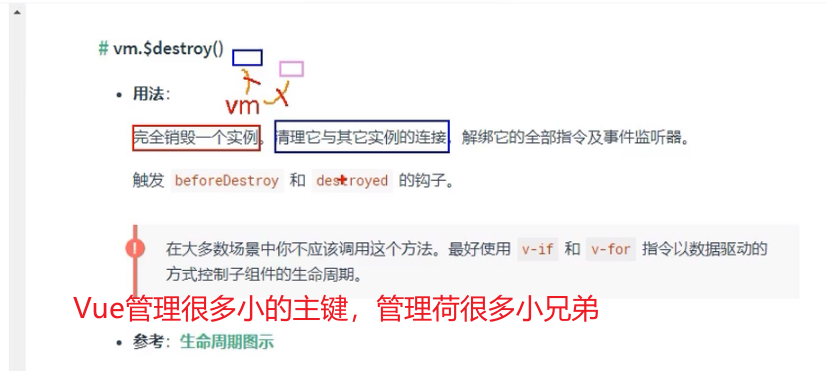 # vm.$destroy()
• 用法：
vm
完全销毁一个实例。清理它与其它实例的连接，解绑它的全部指令及事件监听器。
触发 beforeDestroy 和 destroyed 的钩子。
! 在大多数场景中你不应该调用这个方法。最好使用 v-if 和 v-for 指令以数据驱动的
方式控制子组件的生命周期。
Vue管理很多小的主键，管理荷很多小兄弟
• 参考：生命周期图示